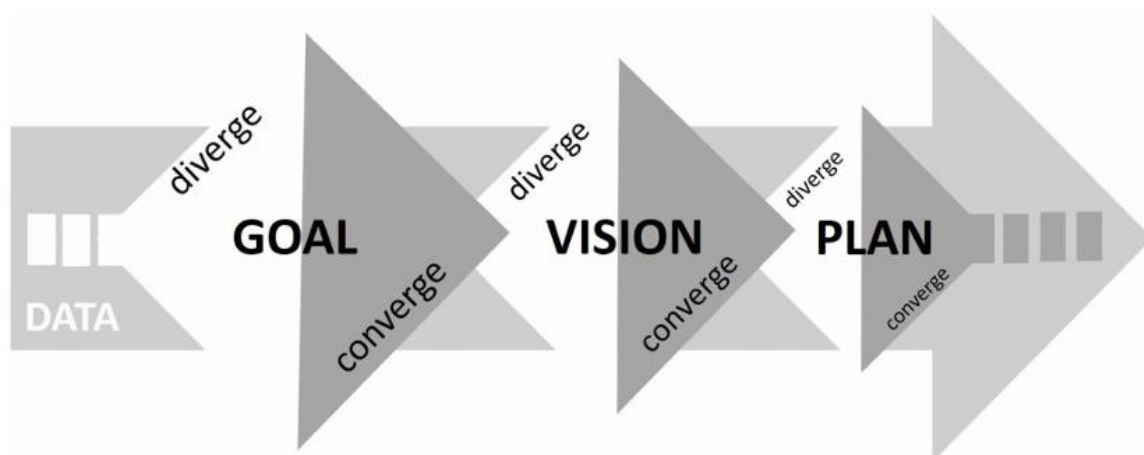 diverge
GOAL
converge
DATA
diverge
VISION
converge
diverge
PLAN
converge